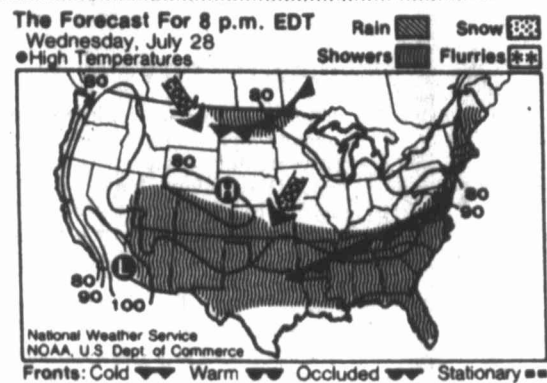 The Forecast For 8 p.m. EDT
Wednesday, July 28
High Temperatures
Rain Snow
Showers Flurries
80
80
80
H
80
90
L
80
90 100
National Weather Service
NOAA, U.S. Dept. of Commerce
Fronts: Cold Warm Occluded Stationary